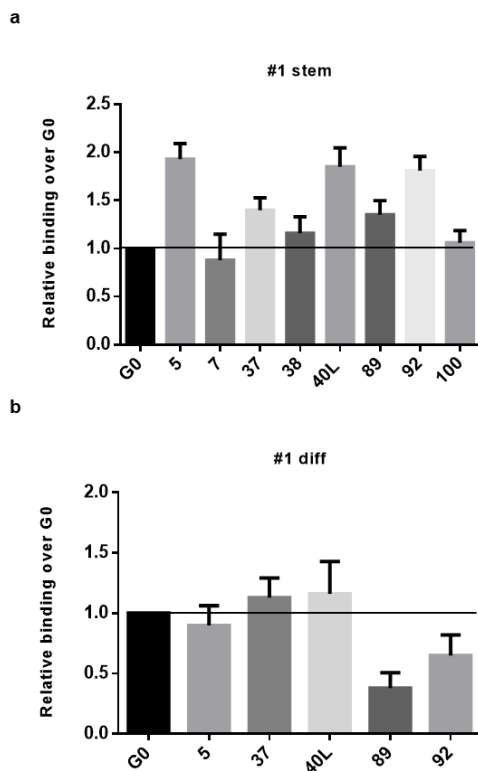 a
#1 stem
Relative binding over G0
2.5
2.0
1.5
1.0
0.5
0.0
G0 5 7 37 38 40L 89 92 100
b
#1 diff
Relative binding over G0
2.0
1.5
1.0
0.5
0.0
G0 5 37 40L 89 92